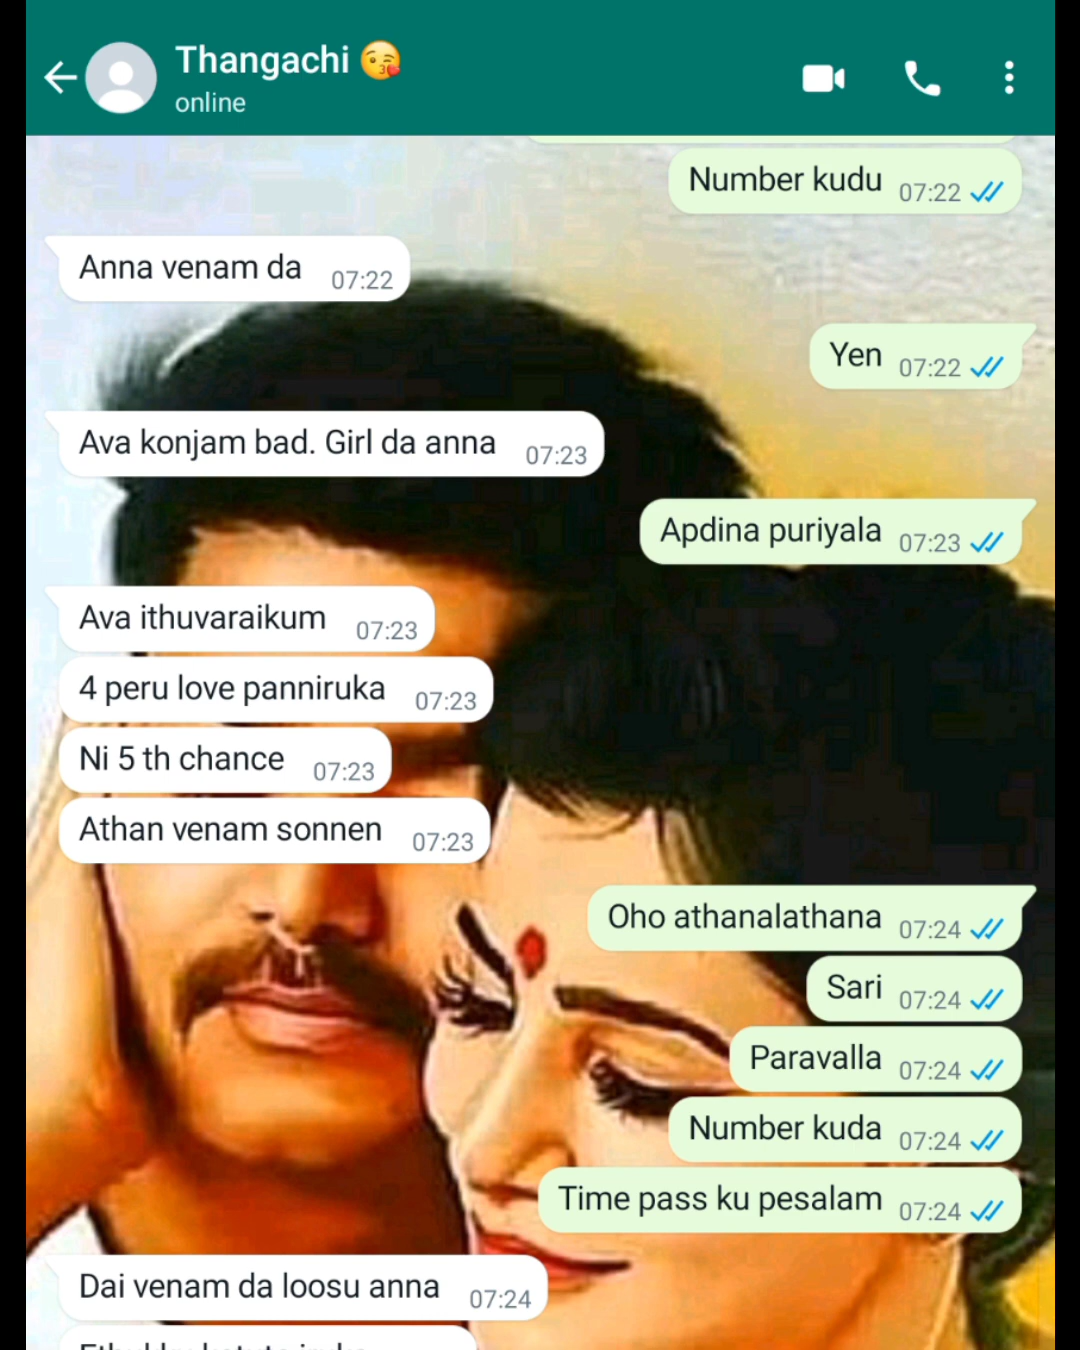 Thangachi 😘
online
Number kudu 07:22
Anna venam da 07:22
Yen 07:22
Ava konjam bad. Girl da anna 07:23
Apdina puriyala 07:23
Ava ithuvaraikum 07:23
4 peru love panniruka 07:23
Ni 5 th chance 07:23
Athan venam sonnen 07:23
Oho athanalathana 07:24
Sari 07:24
Paravalla 07:24
Number kuda 07:24
Time pass ku pesalam 07:24
Dai venam da loosu anna 07:24